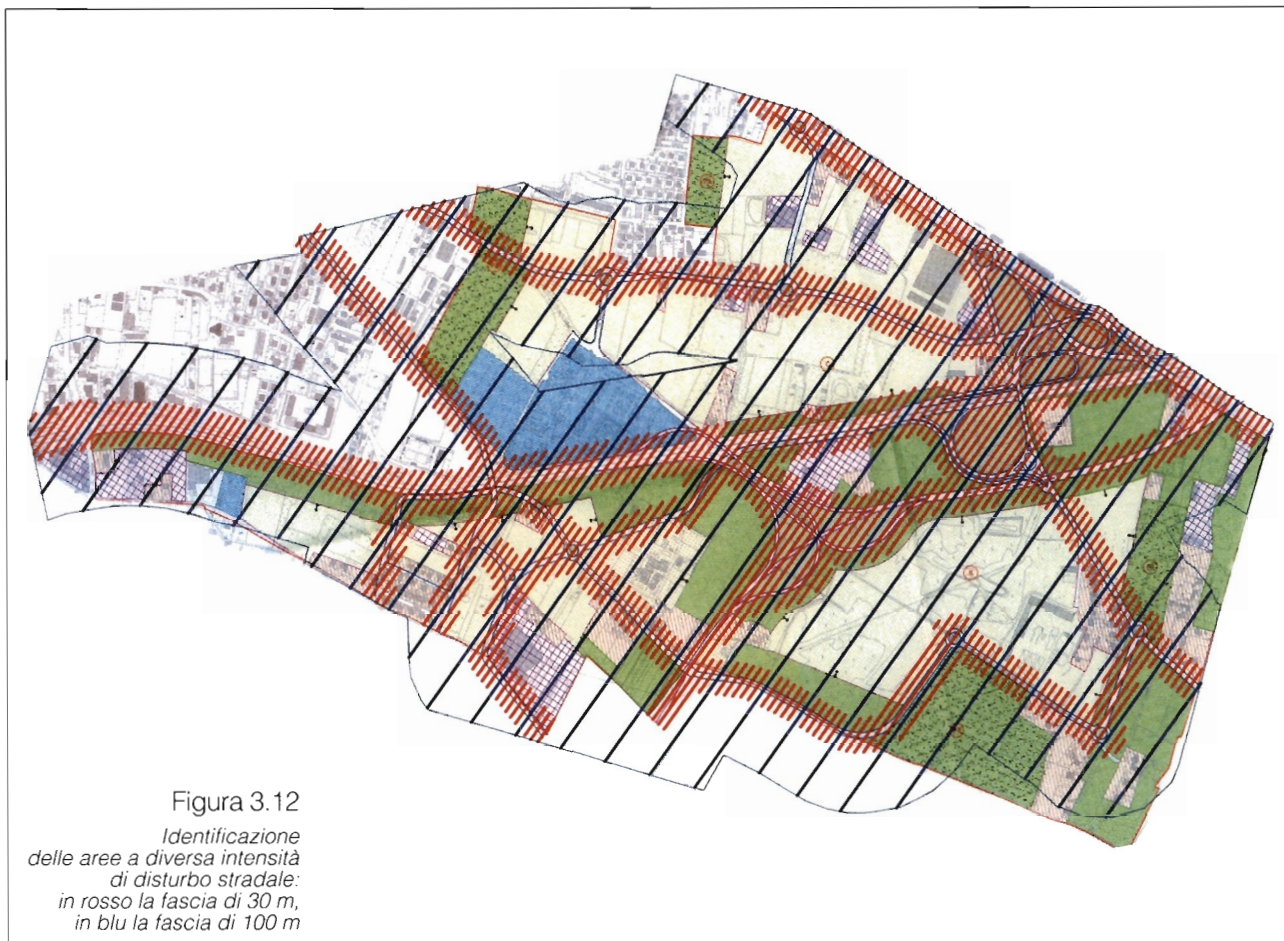 Figura 3.12
Identificazione
delle aree a diversa intensità
di disturbo stradale:
in rosso la fascia di 30 m,
in blu la fascia di 100 m